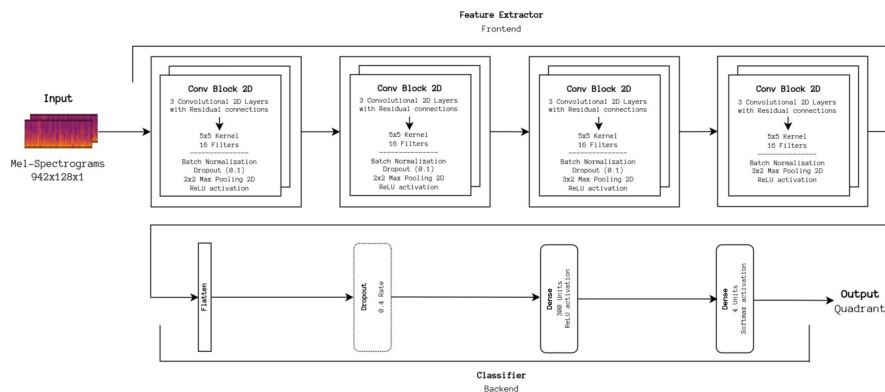 Feature Extractor
Frontend
Input
Mel-Spectrograms
942x128x1
Conv Block 2D
3 Convolutional 2D Layers
with Residual connections
5x5 Kernel
16 Filters
----------------
Batch Normalization
Dropout (0.1)
2x2 Max Pooling 2D
ReLU activation
Conv Block 2D
3 Convolutional 2D Layers
with Residual connections
5x5 Kernel
16 Filters
----------------
Batch Normalization
Dropout (0.1)
2x2 Max Pooling 2D
ReLU activation
Conv Block 2D
3 Convolutional 2D Layers
with Residual connections
5x5 Kernel
16 Filters
----------------
Batch Normalization
Dropout (0.1)
3x2 Max Pooling 2D
ReLU activation
Conv Block 2D
3 Convolutional 2D Layers
with Residual connections
5x5 Kernel
16 Filters
----------------
Batch Normalization
3x2 Max Pooling 2D
ReLU activation
Flatten
Dropout
0.4 Rate
Dense
300 Units
ReLU activation
Dense
4 Units
Softmax activation
Output
Quadrant
Classifier
Backend